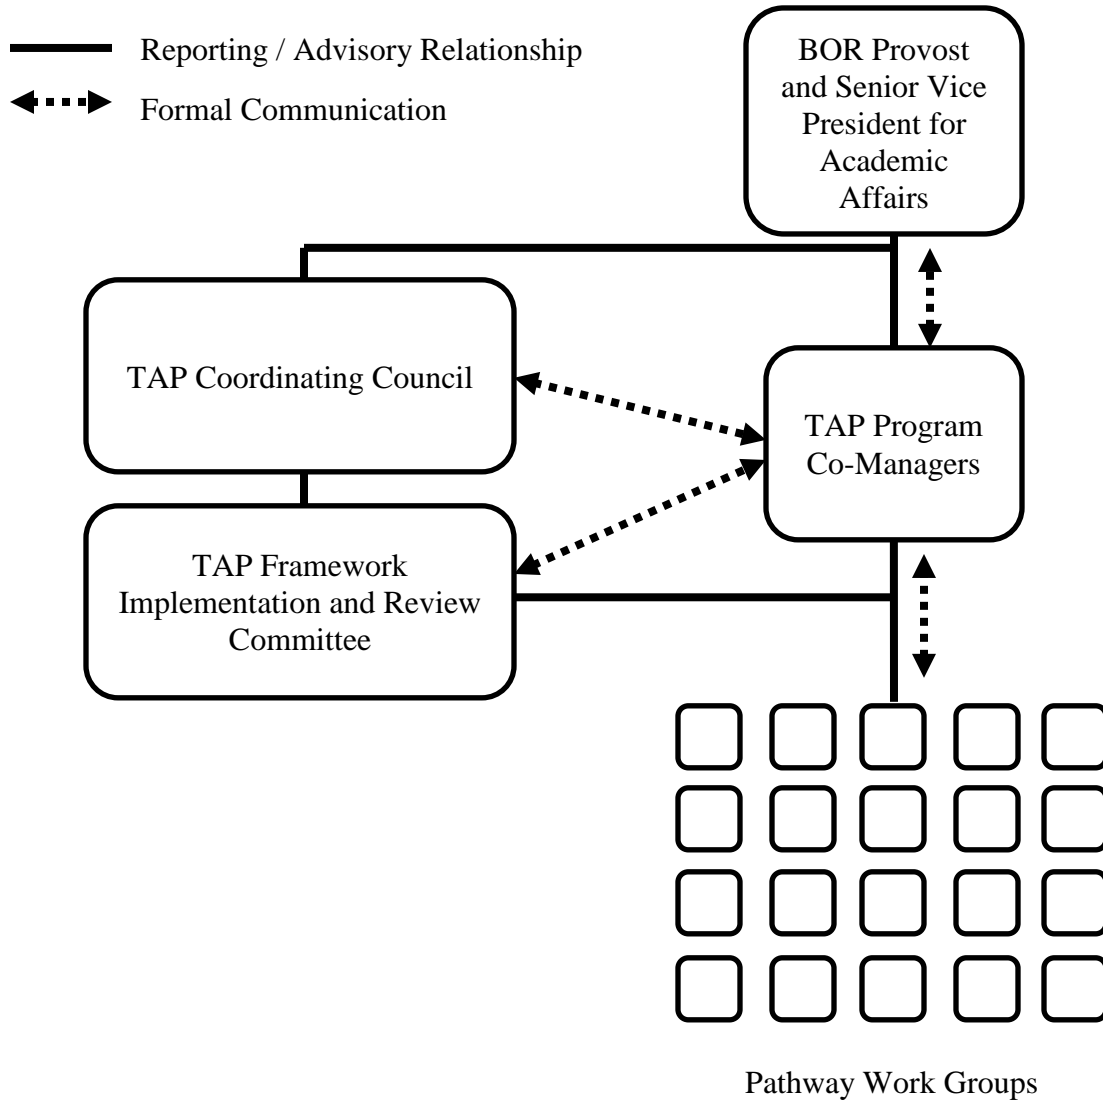 Reporting / Advisory Relationship
Formal Communication
BOR Provost
and Senior Vice
President for
Academic
Affairs
TAP Coordinating Council
TAP Program
Co-Managers
TAP Framework
Implementation and Review
Committee
Pathway Work Groups